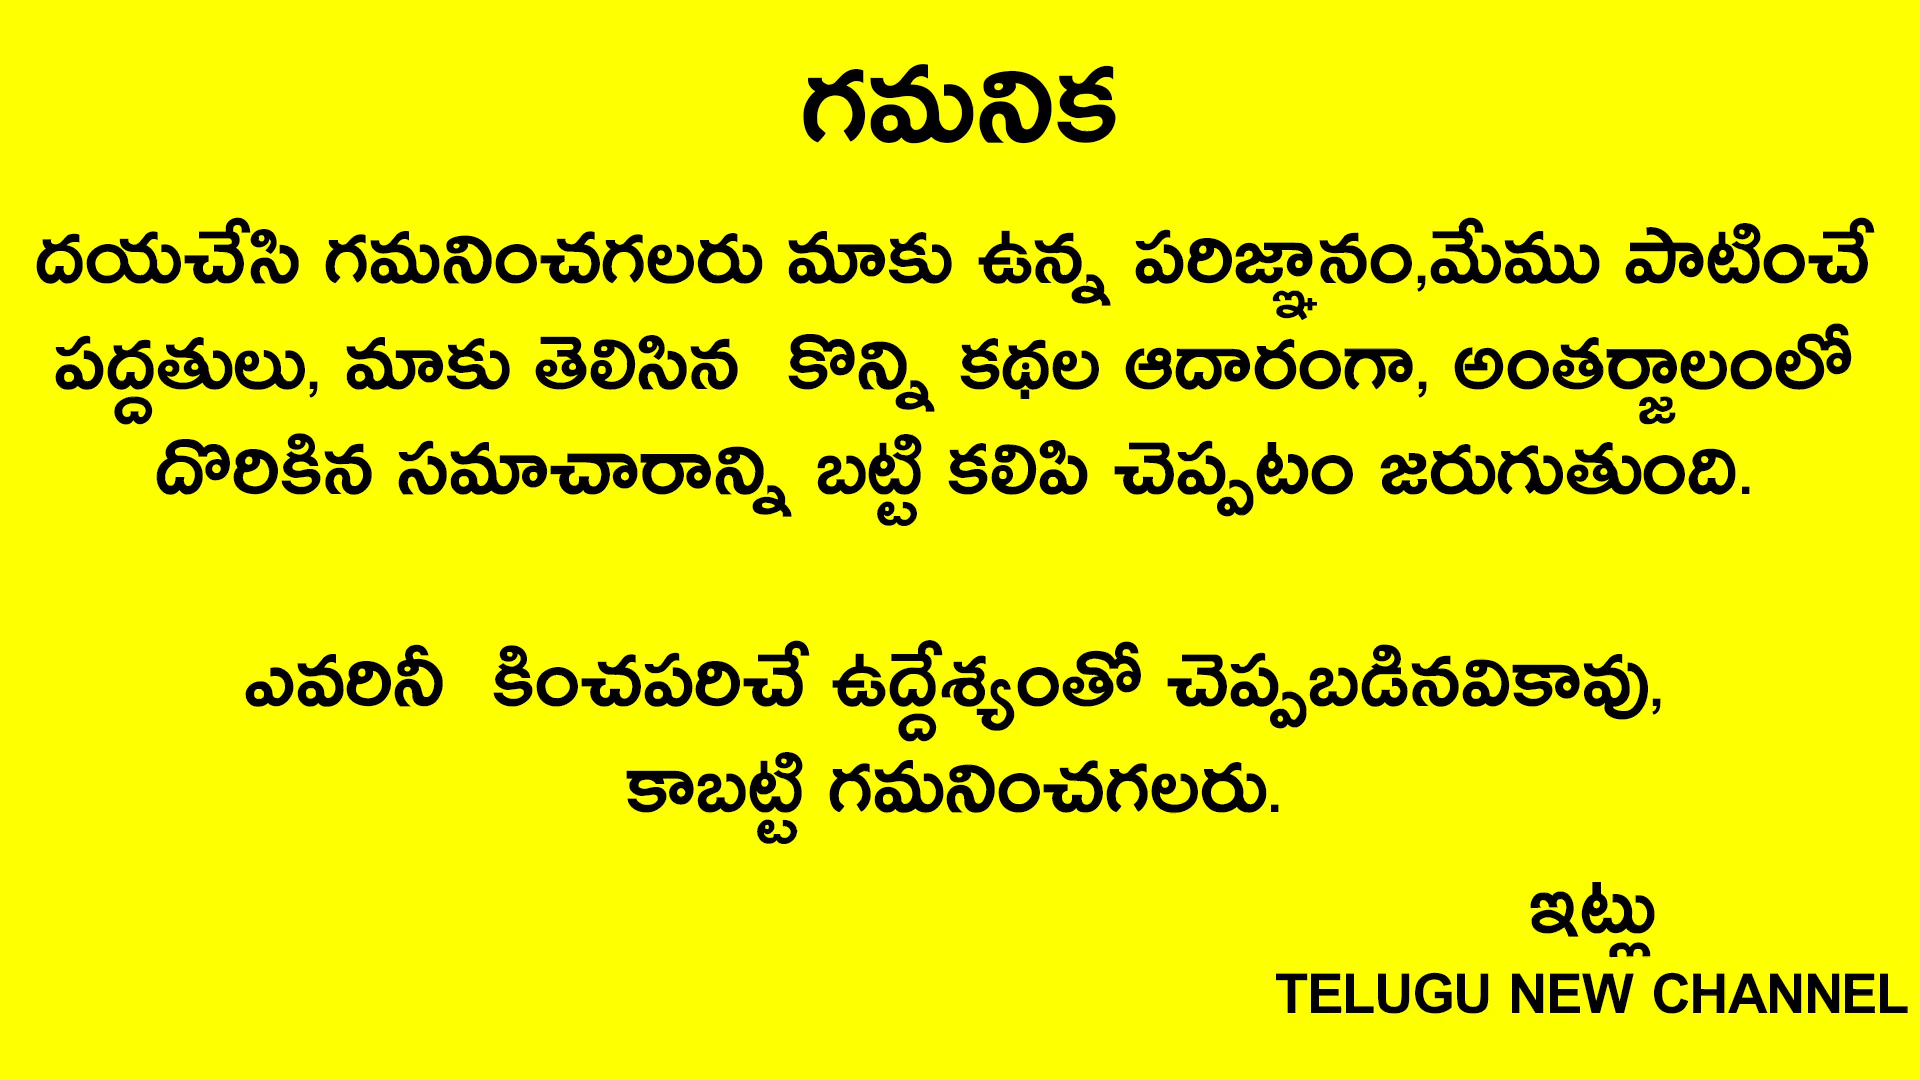 గమనిక
దయచేసి గమనించగలరు మాకు ఉన్న పరిజ్ఞానం,మేము పాటించే
పద్దతులు, మాకు తెలిసిన కొన్ని కథల ఆదారంగా, అంతర్జాలంలో
దొరికిన సమాచారాన్ని బట్టి కలిపి చెప్పటం జరుగుతుంది.
ఎవరినీ కించపరిచే ఉద్దేశ్యంతో చెప్పబడినవికావు,
కాబట్టి గమనించగలరు.
ఇట్లు
TELUGU NEW CHANNEL